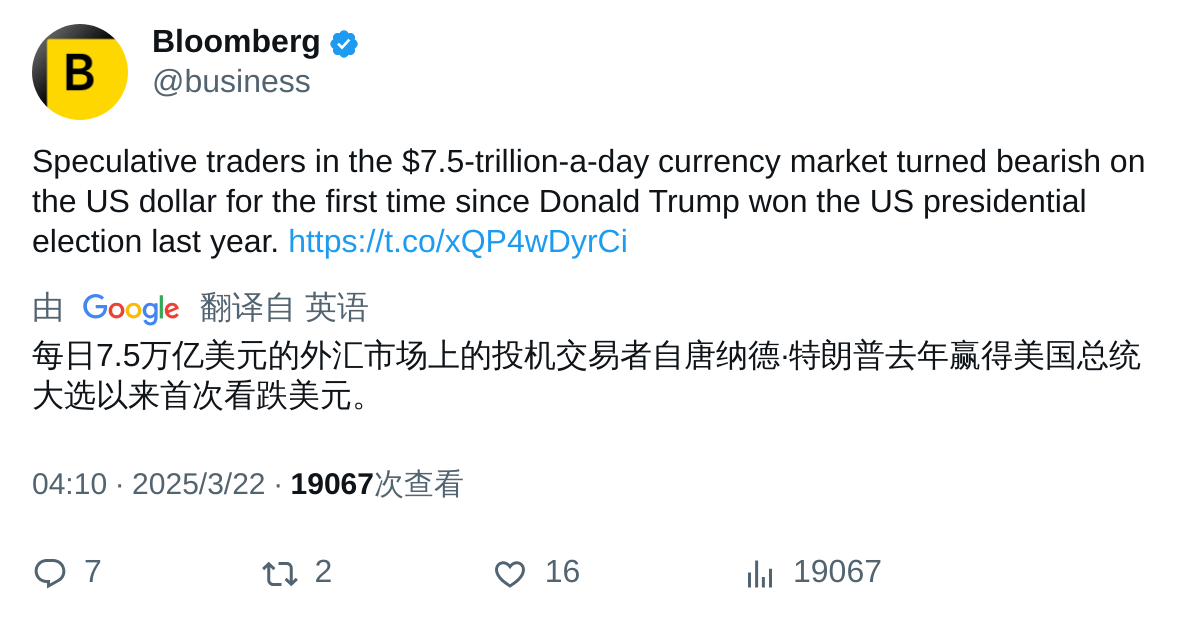 B
Bloomberg
@business
Speculative traders in the $7.5-trillion-a-day currency market turned bearish on
the US dollar for the first time since Donald Trump won the US presidential
election last year. https://t.co/xQP4wDyrCi
由 Google 翻译自 英语
每日7.5万亿美元的外汇市场上的投机交易者自唐纳德·特朗普去年赢得美国总统
大选以来首次看跌美元。
04:10 · 2025/3/22 · 19067次查看
7 2 16 19067